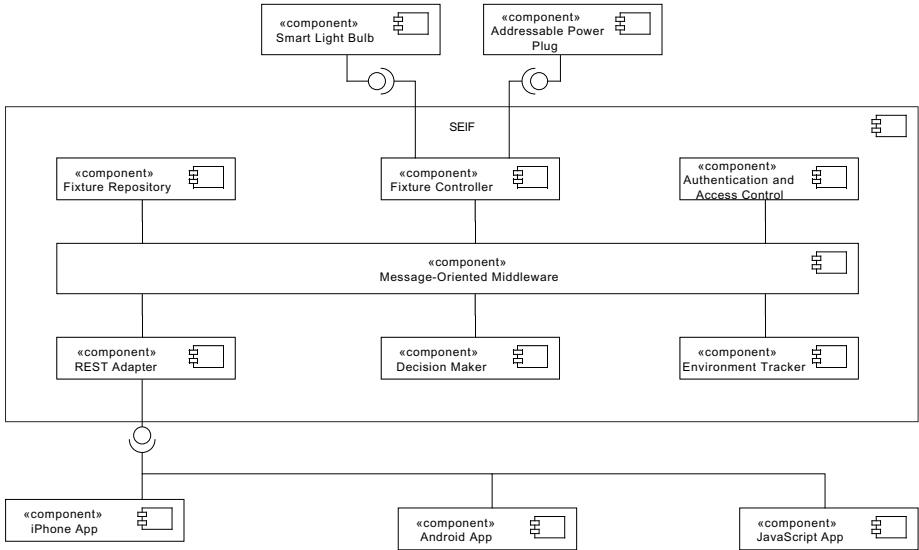 «component»
Smart Light Bulb
«component»
Addressable Power
Plug
SEIF
«component»
Fixture Repository
«component»
Fixture Controller
«component»
Authentication and
Access Control
«component»
Message-Oriented Middleware
«component»
REST Adapter
«component»
Decision Maker
«component»
Environment Tracker
«component»
iPhone App
«component»
Android App
«component»
JavaScript App